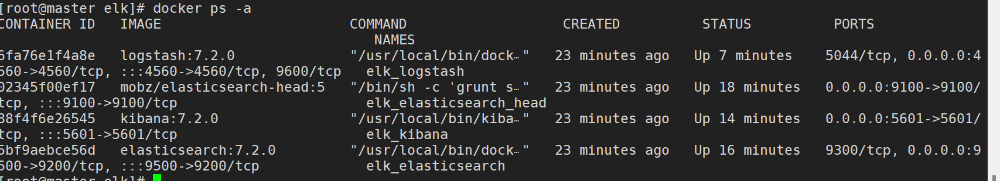 [root@master elk]# docker ps -a
CONTAINER ID   IMAGE                       COMMAND                   CREATED          STATUS          PORTS
NAMES
6fa76e1f4a8e   logstash:7.2.0              "/usr/local/bin/dock…"   23 minutes ago   Up 7 minutes    5044/tcp, 0.0.0.0:4
560->4560/tcp, :::4560->4560/tcp, 9600/tcp   elk_logstash
02345f00ef17   mobz/elasticsearch-head:5   "/bin/sh -c 'grunt s…"   23 minutes ago   Up 18 minutes   0.0.0.0:9100->9100/
tcp, :::9100->9100/tcp                       elk_elasticsearch_head
88f4f6e26545   kibana:7.2.0                "/usr/local/bin/kiba…"   23 minutes ago   Up 14 minutes   0.0.0.0:5601->5601/
tcp, :::5601->5601/tcp                       elk_kibana
5bf9aebce56d   elasticsearch:7.2.0         "/usr/local/bin/dock…"   23 minutes ago   Up 16 minutes   9300/tcp, 0.0.0.0:9
500->9200/tcp, :::9500->9200/tcp             elk_elasticsearch
[root@master elk]#